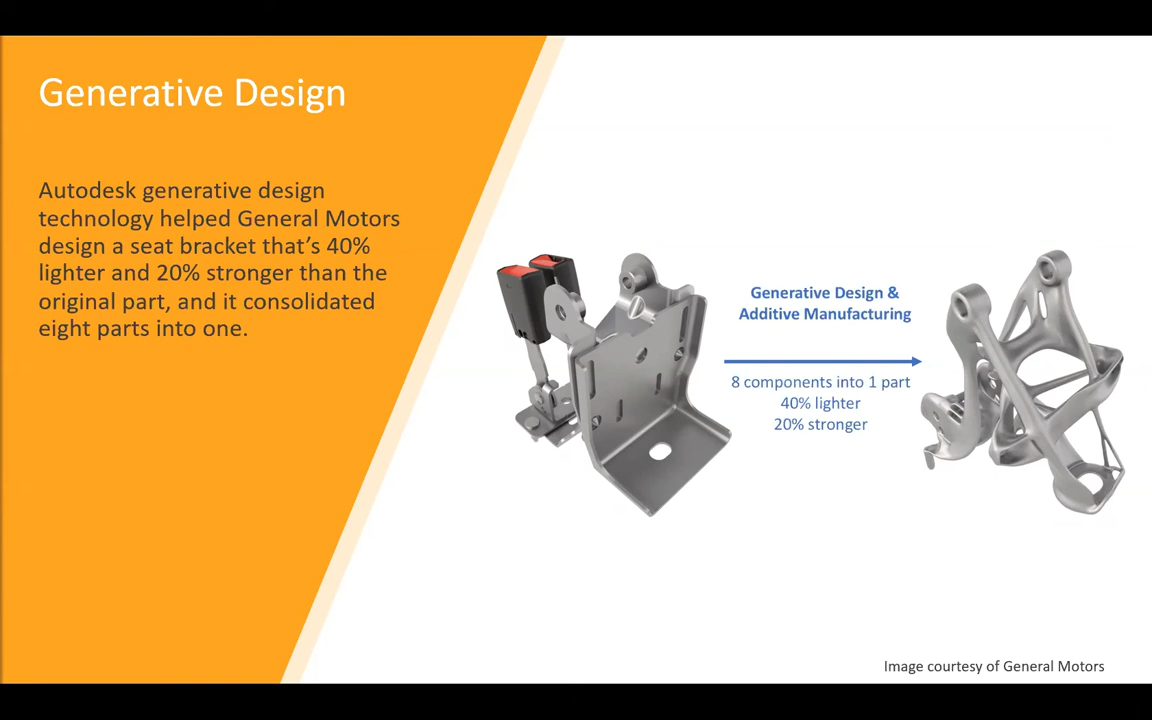 Generative Design
Autodesk generative design
technology helped General Motors
design a seat bracket that's 40%
lighter and 20% stronger than the
original part, and it consolidated
eight parts into one.
Generative Design &
Additive Manufacturing
8 components into 1 part
40% lighter
20% stronger
Image courtesy of General Motors